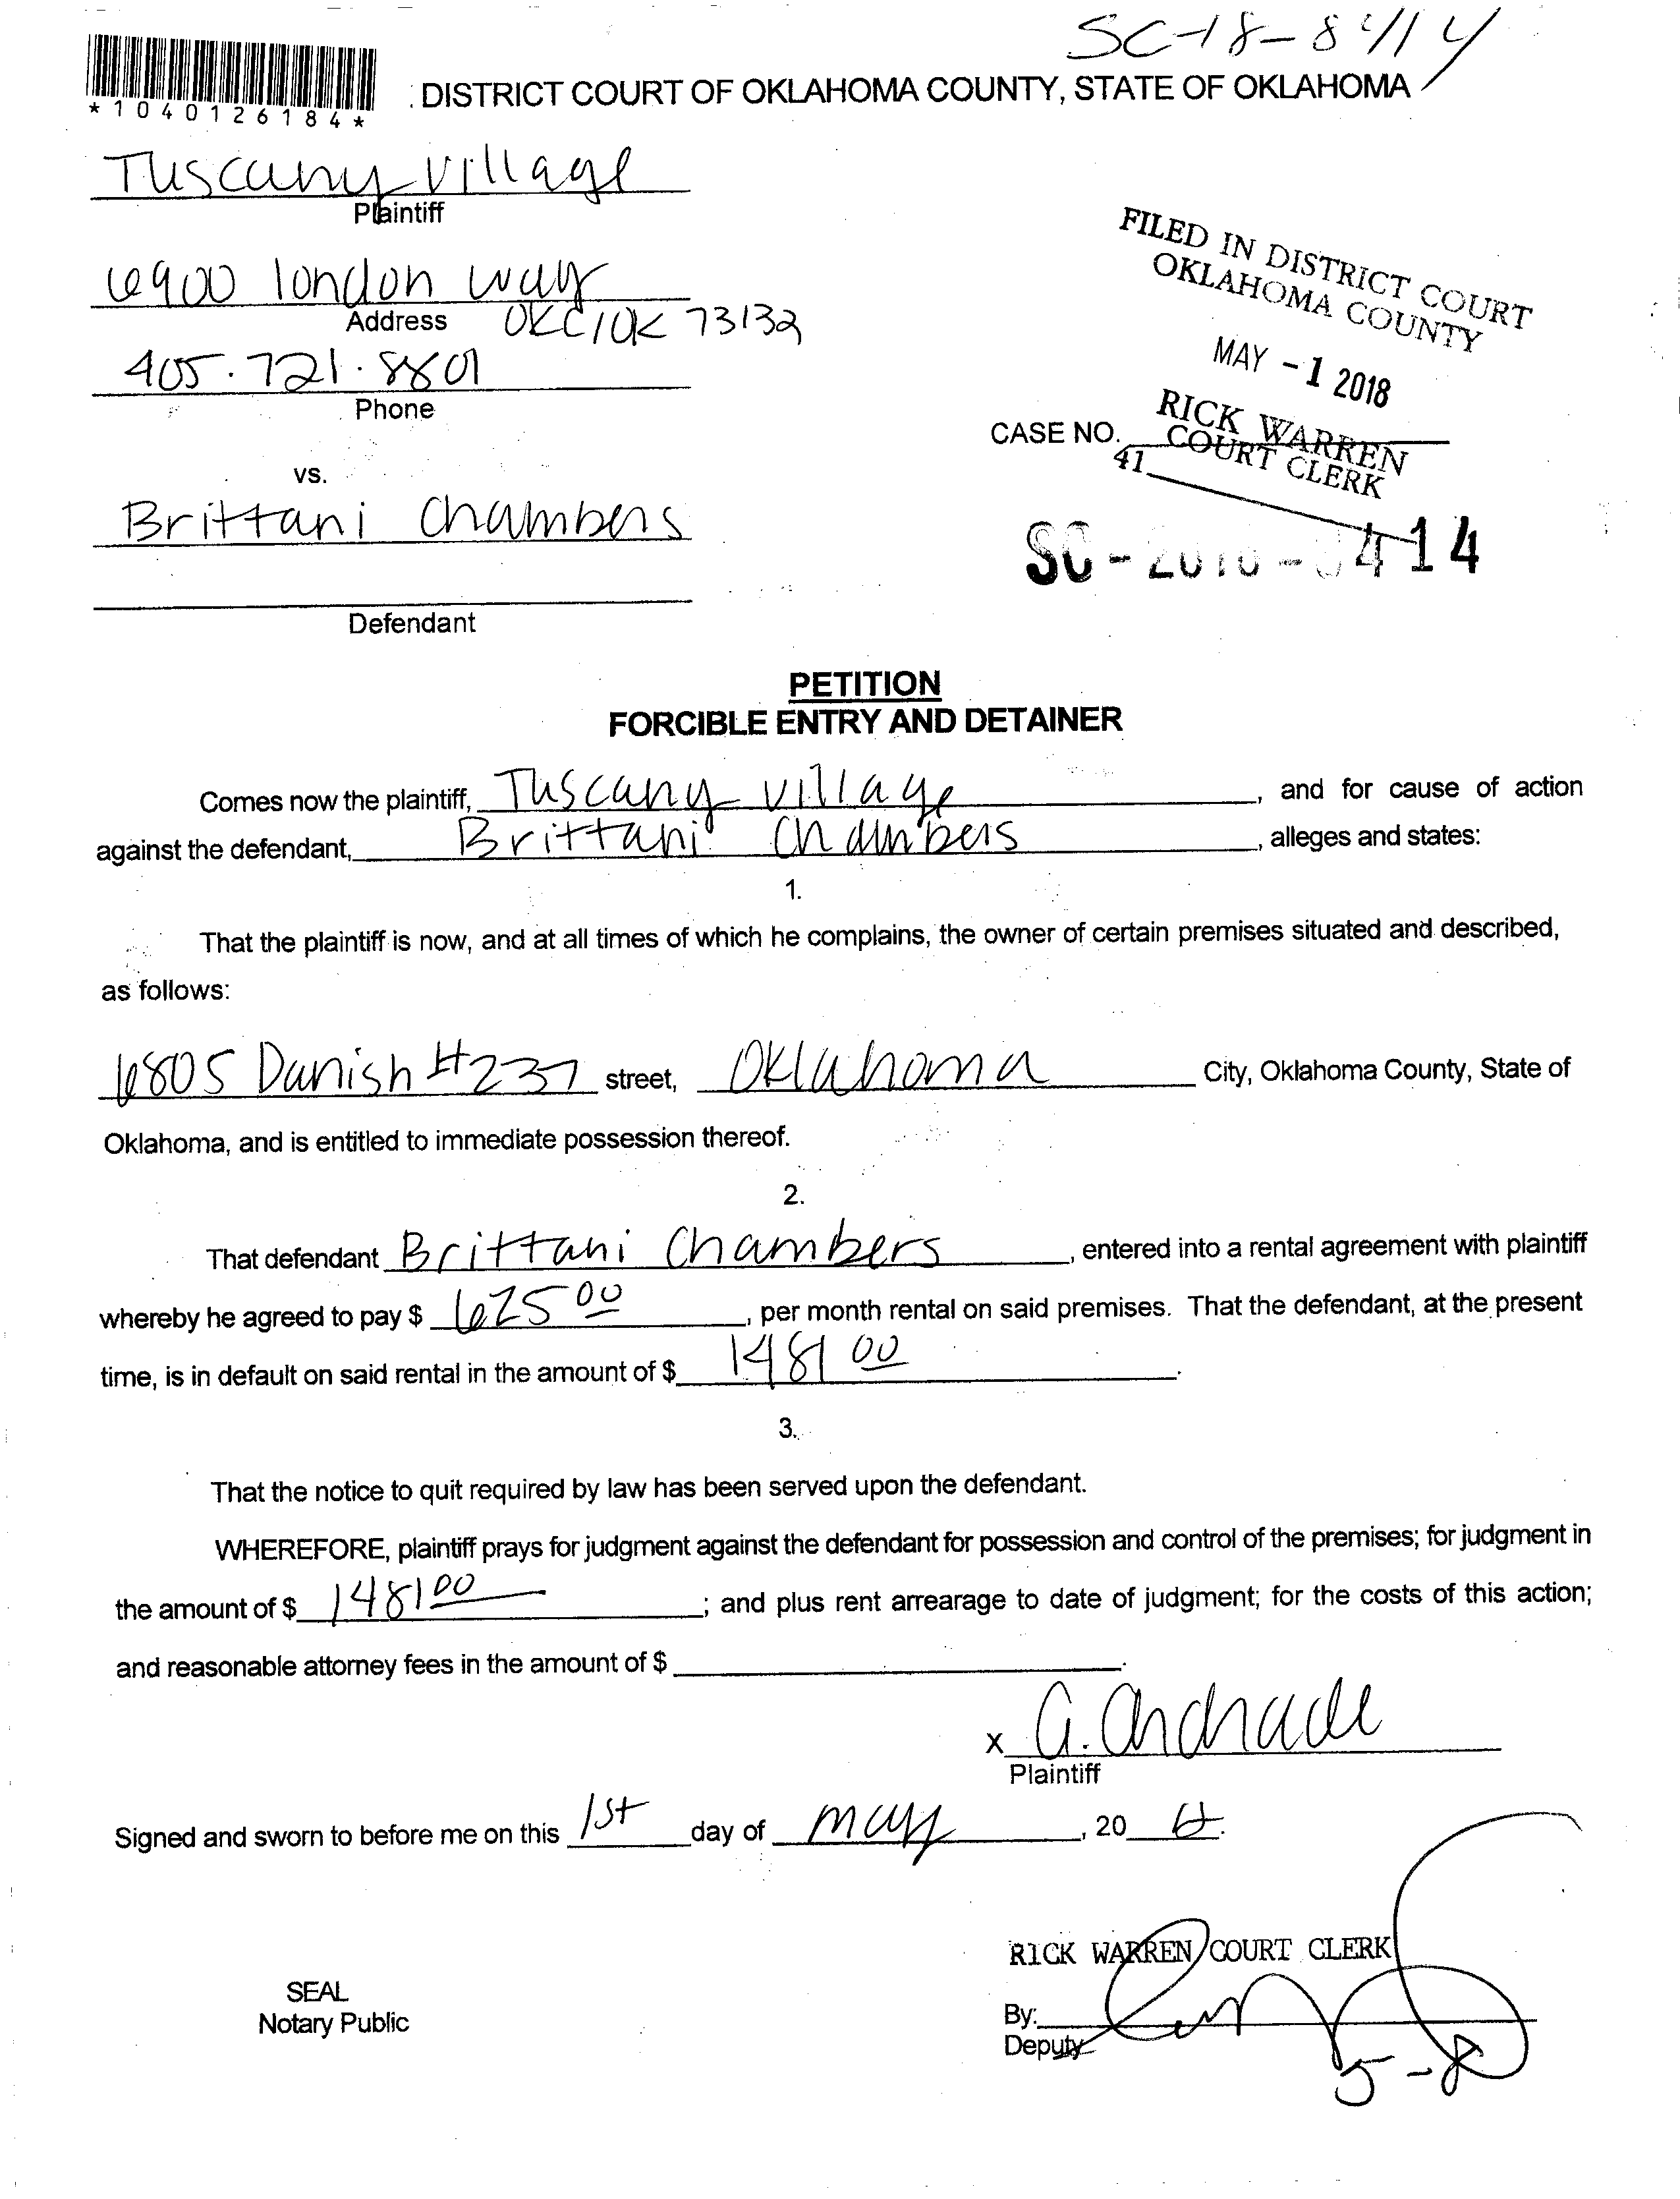 SC-18-8414
*1040126184*
DISTRICT COURT OF OKLAHOMA COUNTY, STATE OF OKLAHOMA
Tuscany Village
Plaintiff
6900 london way
Address OKC/OK 73132
405.721.8801
Phone
vs.
Brittani Chambers
Defendant
FILED IN DISTRICT COURT
OKLAHOMA COUNTY
MAY -1 2018
RICK WARREN
COURT CLERK
CASE NO.
41
SC - 414
PETITION
FORCIBLE ENTRY AND DETAINER
Comes now the plaintiff, Tuscany village, and for cause of action
against the defendant, Brittani Chambers, alleges and states:
1.
That the plaintiff is now, and at all times of which he complains, the owner of certain premises situated and described,
as follows:
6805 Danish #237 street, Oklahoma City, Oklahoma County, State of
Oklahoma, and is entitled to immediate possession thereof.
2.
That defendant Brittani Chambers, entered into a rental agreement with plaintiff
whereby he agreed to pay $ 625 00, per month rental on said premises. That the defendant, at the present
time, is in default on said rental in the amount of $ 1481 00.
3.
That the notice to quit required by law has been served upon the defendant.
WHEREFORE, plaintiff prays for judgment against the defendant for possession and control of the premises; for judgment in
the amount of $ 1481 00; and plus rent arrearage to date of judgment; for the costs of this action;
and reasonable attorney fees in the amount of $ .
x G. Andrade
Plaintiff
Signed and sworn to before me on this 1st day of may, 20 .
RICK WARREN COURT CLERK
SEAL
Notary Public
By:
Deputy
5-8